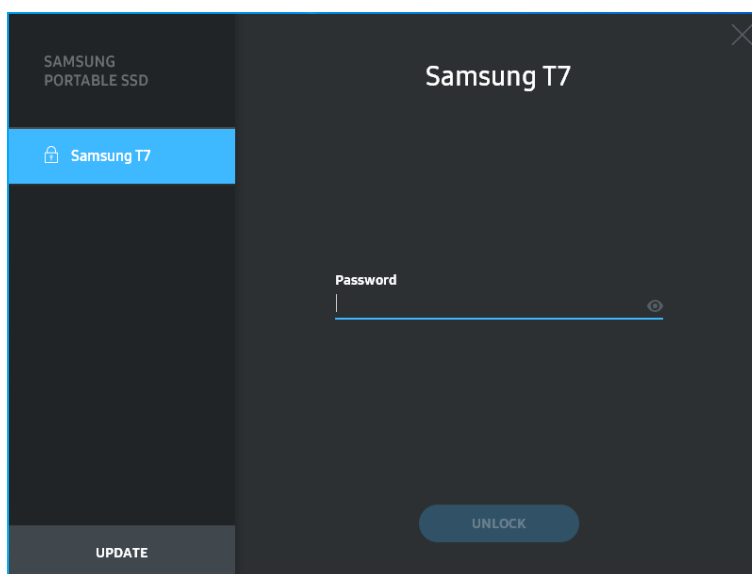 SAMSUNG
PORTABLE SSD
Samsung T7
Samsung T7
Password
UNLOCK
UPDATE